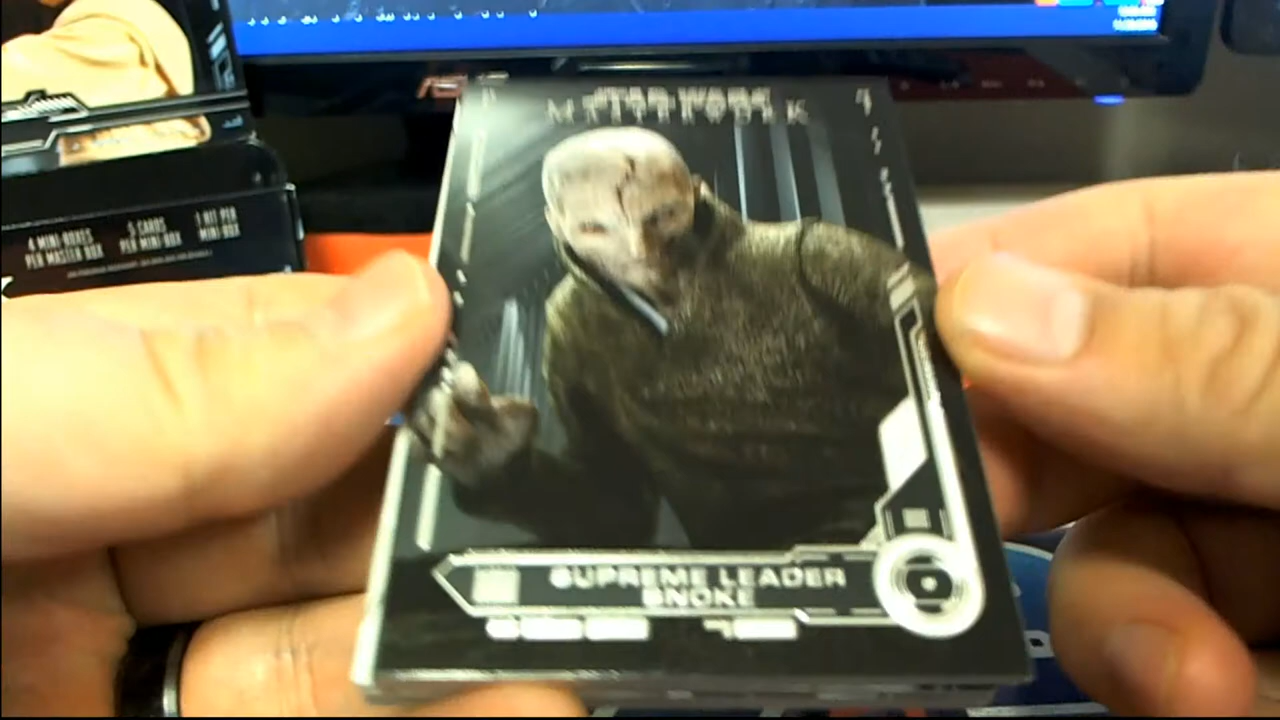 STAR WARS
MASTERWORK
SUPREME LEADER
SNOKE
4 MINI BOXES
PER MASTER BOX
5 CARDS
PER MINI BOX
1 HIT PER
MINI BOX